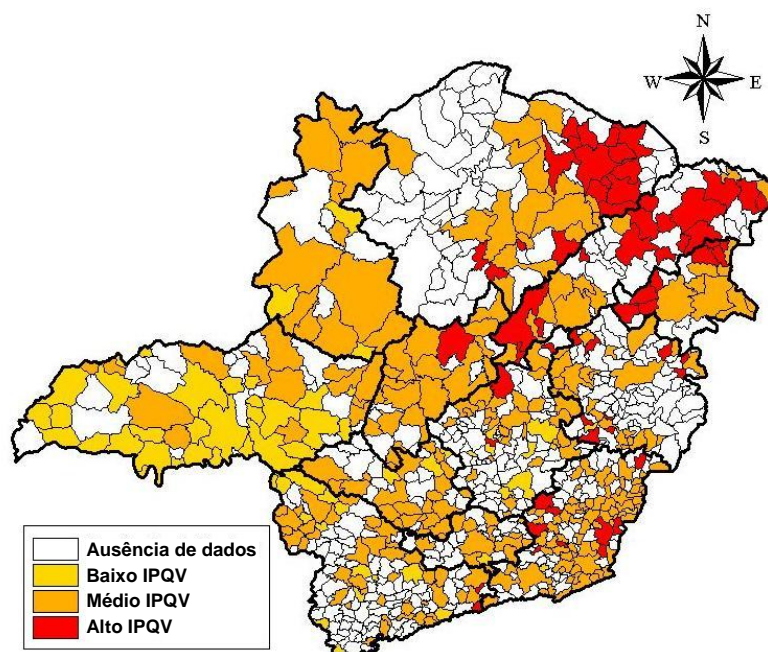 N
W E
S
Ausência de dados
Baixo IPQV
Médio IPQV
Alto IPQV